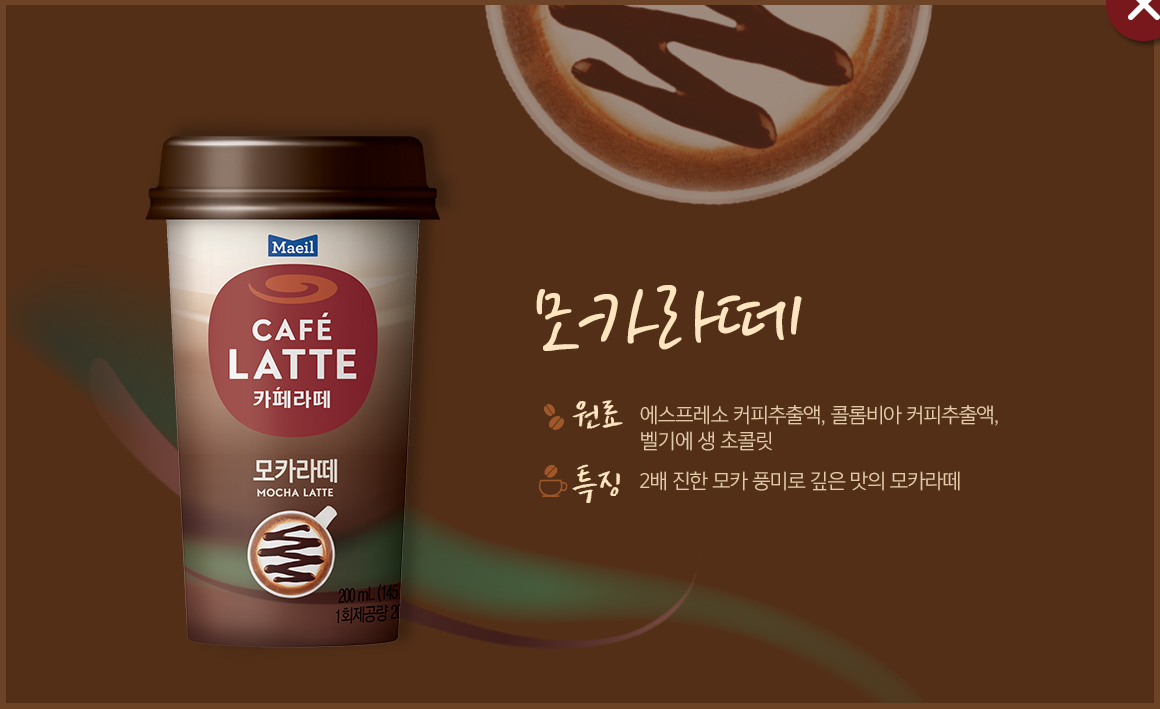 Maeil
CAFÉ
LATTE
카페라떼
모카라떼
MOCHA LATTE
200 mL (145
1회제공량 20
모카라떼
원료
에스프레소 커피추출액, 콜롬비아 커피추출액,
벨기에 생 초콜릿
특징
2배 진한 모카 풍미로 깊은 맛의 모카라떼